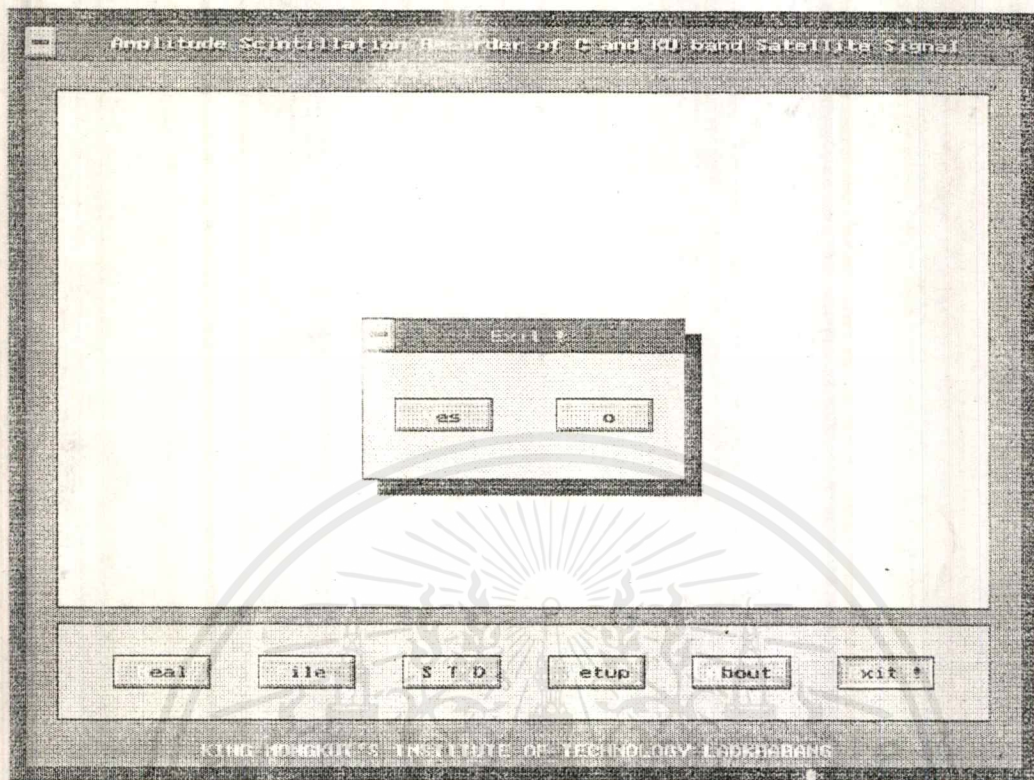 Amplitude Scintillation Recorder of C and KU band Satellite Signal
Exit !
es
o
eal
ile
S T D
etup
bout
xit !
KING MONGKUT'S INSTITUTE OF TECHNOLOGY LADKRABANG